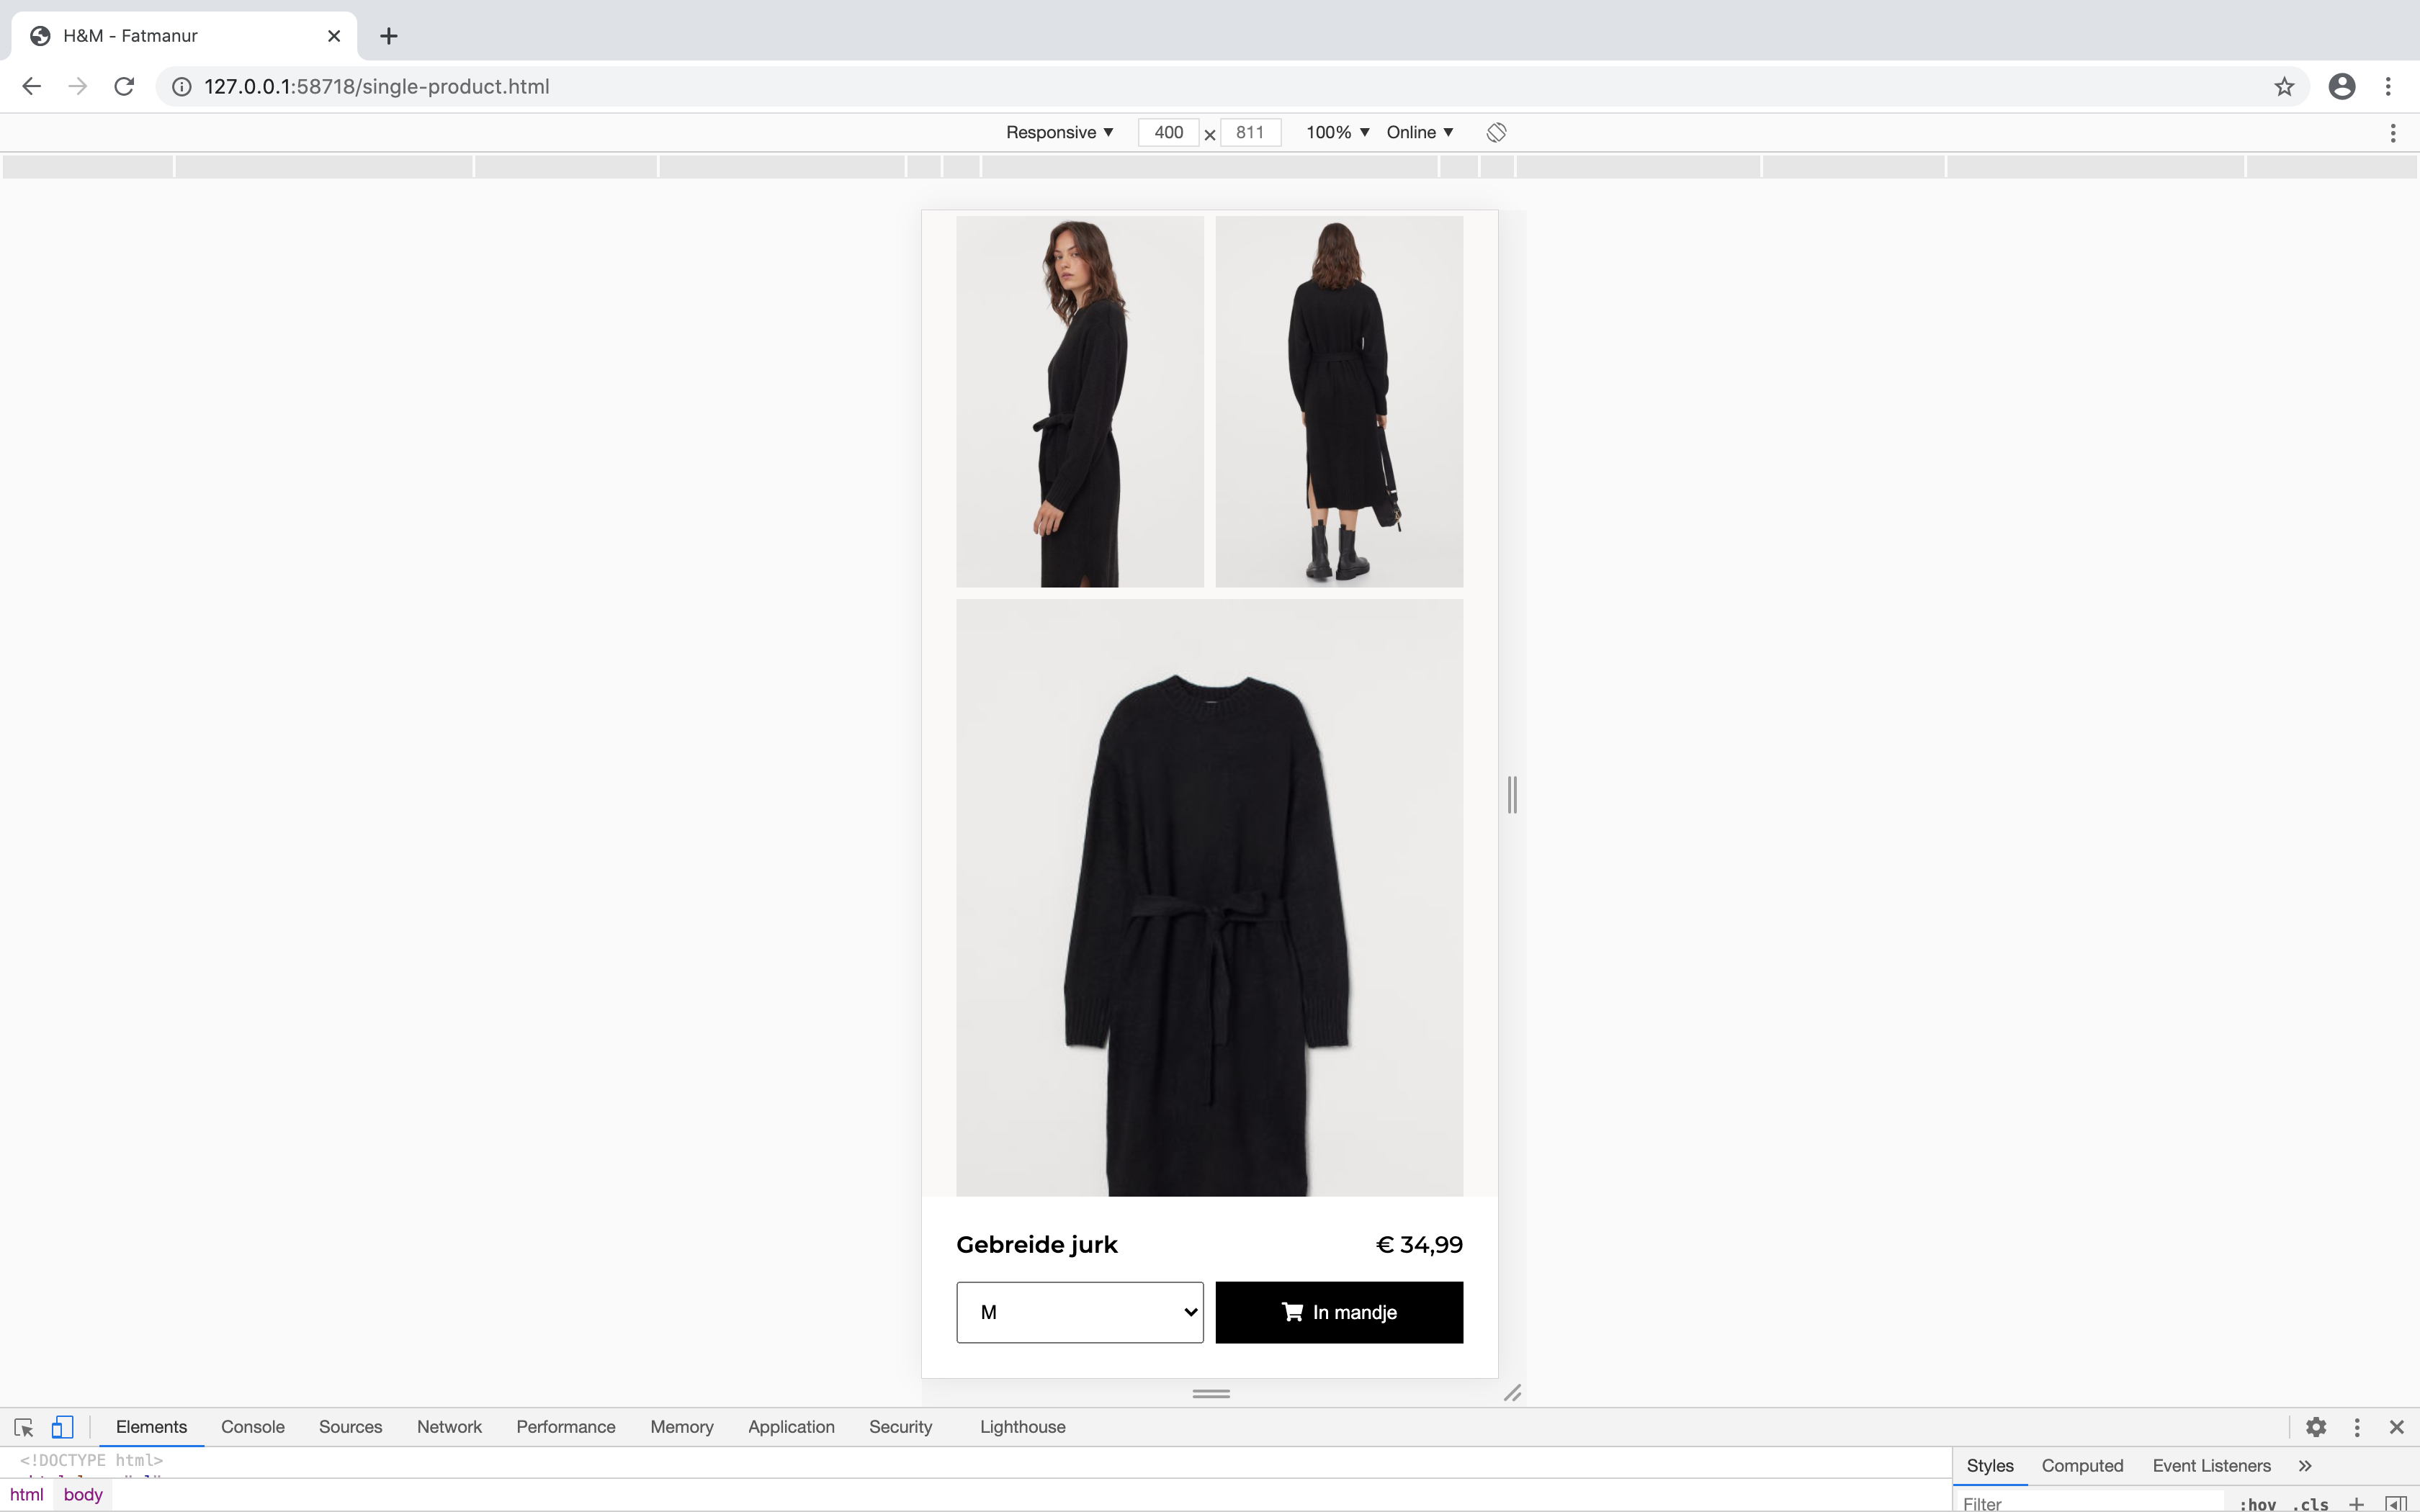 H&M - Fatmanur
127.0.0.1:58718/single-product.html
Responsive ▼ 400 × 811 100% ▼ Online ▼
Gebreide jurk € 34,99
M In mandje
Elements Console Sources Network Performance Memory Application Security Lighthouse
<!DOCTYPE html>
Styles Computed Event Listeners »
html body
Filter :hov .cls +